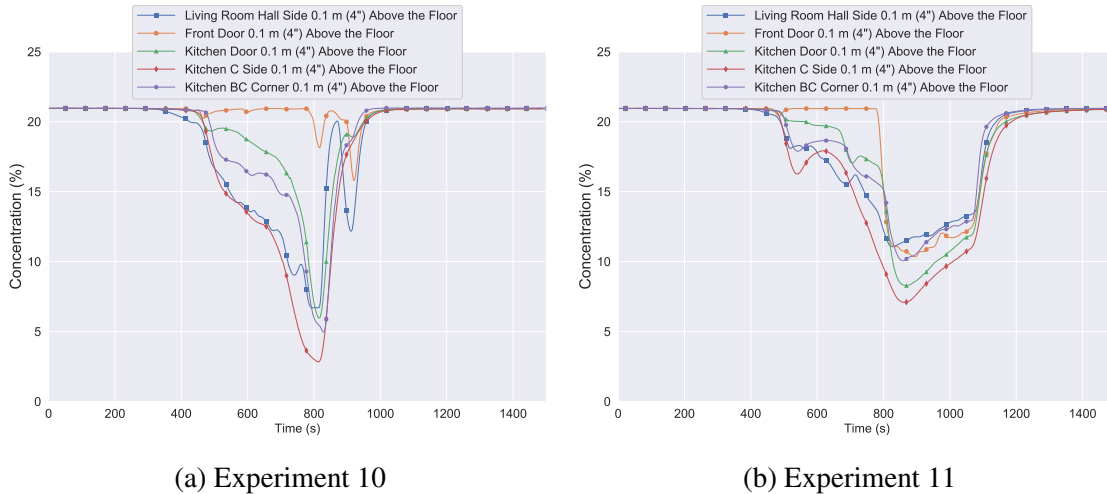 Living Room Hall Side 0.1 m (4") Above the Floor
Front Door 0.1 m (4") Above the Floor
Kitchen Door 0.1 m (4") Above the Floor
Kitchen C Side 0.1 m (4") Above the Floor
Kitchen BC Corner 0.1 m (4") Above the Floor
25
20
15
10
5
0
Concentration (%)
0 200 400 600 800 1000 1200 1400
Time (s)
(a) Experiment 10
Living Room Hall Side 0.1 m (4") Above the Floor
Front Door 0.1 m (4") Above the Floor
Kitchen Door 0.1 m (4") Above the Floor
Kitchen C Side 0.1 m (4") Above the Floor
Kitchen BC Corner 0.1 m (4") Above the Floor
25
20
15
10
5
0
Concentration (%)
0 200 400 600 800 1000 1200 1400
Time (s)
(b) Experiment 11